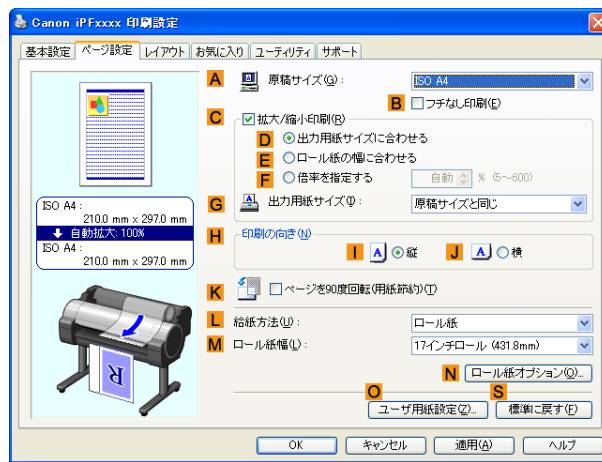 Canon iPFxxxx 印刷設定
基本設定 ページ設定 レイアウト お気に入り ユーティリティ サポート
A 原稿サイズ(G): ISO A4
B フチなし印刷(E)
C 拡大/縮小印刷(R)
D 出力用紙サイズに合わせる
E ロール紙の幅に合わせる
F 倍率を指定する 自動 % (5～600)
G 出力用紙サイズ(I): 原稿サイズと同じ
ISO A4:
210.0 mm x 297.0 mm
自動拡大: 100%
ISO A4:
210.0 mm x 297.0 mm
H 印刷の向き(N)
I A 縦 J A 横
K ページを90度回転(用紙節約)(T)
L 給紙方法(U): ロール紙
M ロール紙幅(L): 17インチロール (431.8mm)
N ロール紙オプション(O)...
O S
ユーザ用紙設定(Z)... 標準に戻す(F)
R
OK キャンセル 適用(A) ヘルプ